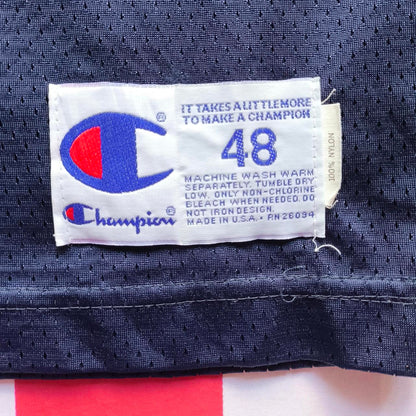 IT TAKES A LITTLE MORE
TO MAKE A CHAMPION
48
MACHINE WASH WARM
SEPARATELY. TUMBLE DRY
LOW. ONLY NON-CHLORINE
BLEACH WHEN NEEDED. DO
NOT IRON DESIGN.
MADE IN U.S.A. • RN 26094
Champion
100% NYLON